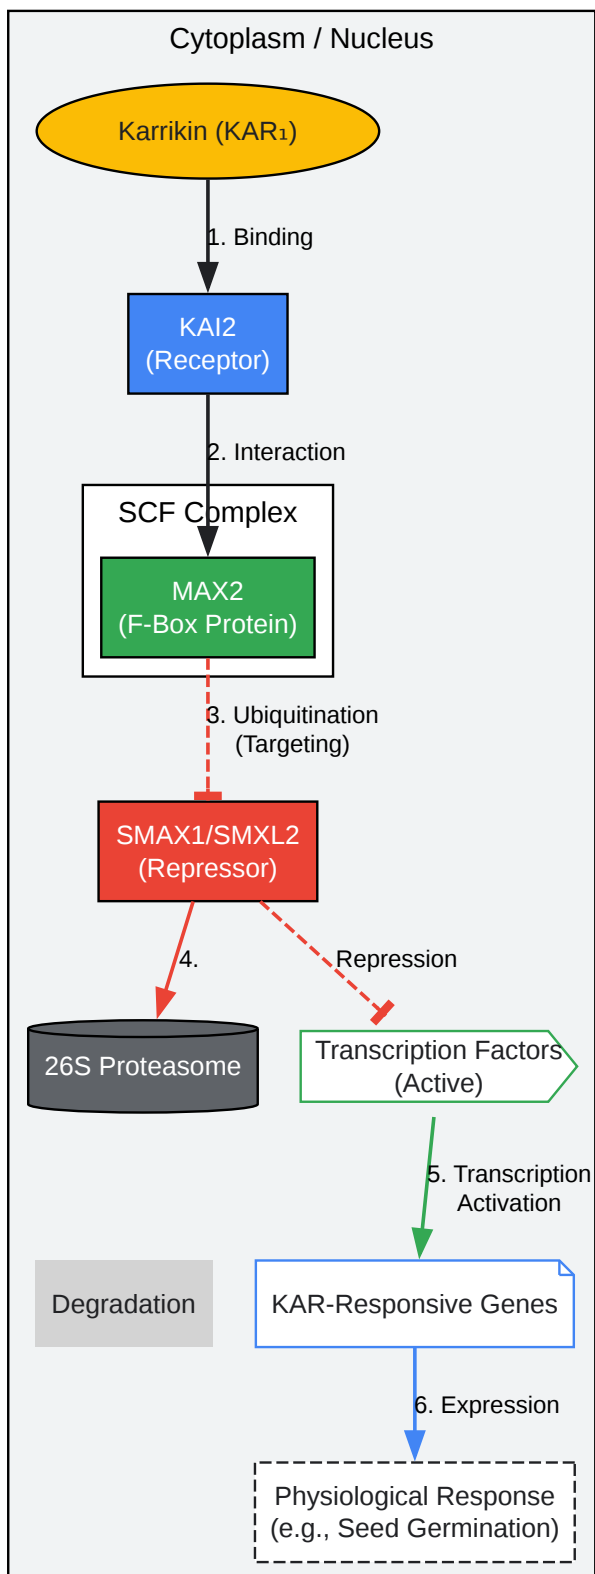 Cytoplasm / Nucleus
Karrikin (KAR₁)
1. Binding
KAI2
(Receptor)
2. Interaction
SCF Complex
MAX2
(F-Box Protein)
3. Ubiquitination
(Targeting)
SMAX1/SMXL2
(Repressor)
4.
Repression
26S Proteasome
Transcription Factors
(Active)
5. Transcription
Activation
Degradation
KAR-Responsive Genes
6. Expression
Physiological Response
(e.g., Seed Germination)